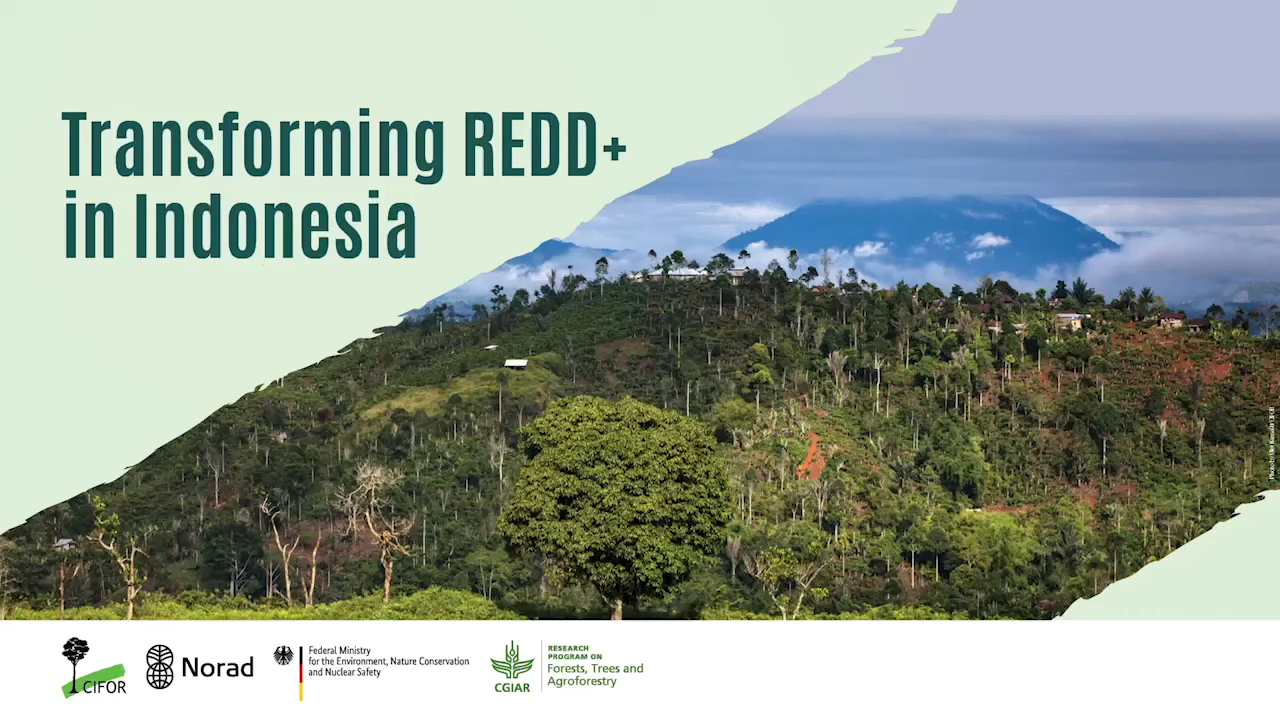 Transforming REDD+
in Indonesia
CIFOR
Norad
Federal Ministry
for the Environment, Nature Conservation
and Nuclear Safety
CGIAR
RESEARCH
PROGRAM ON
Forests, Trees and
Agroforestry